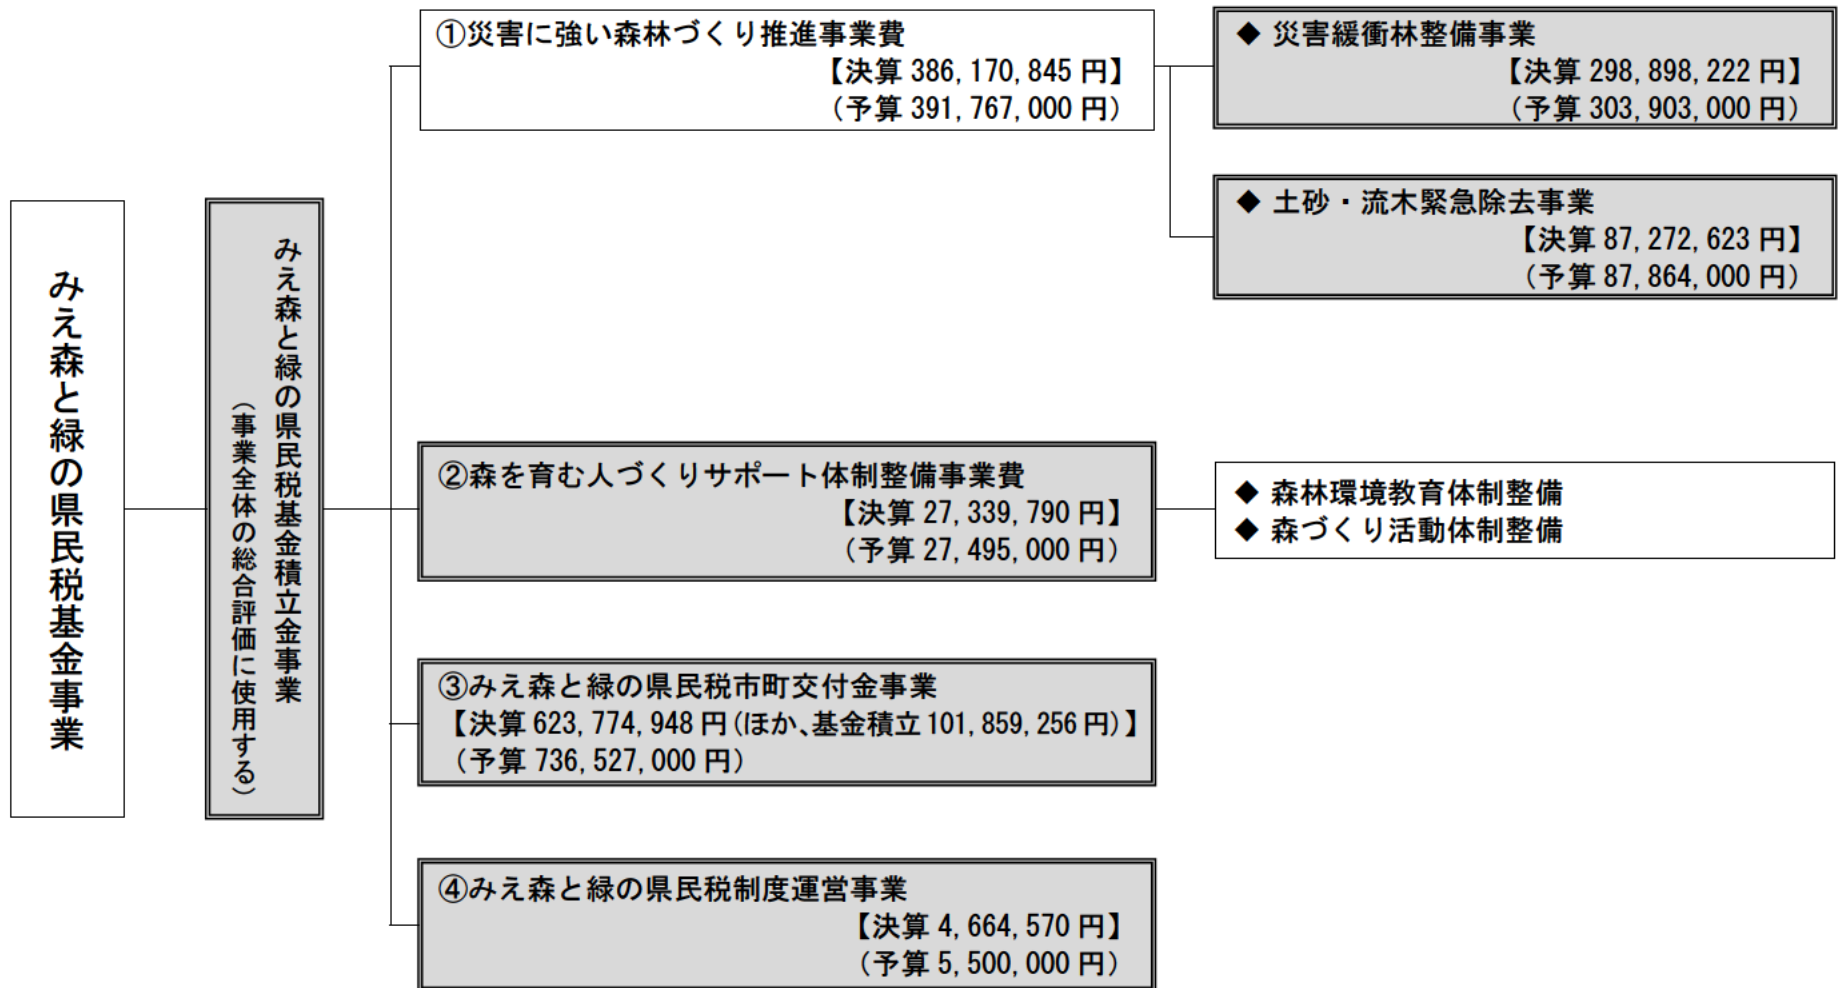 みえ森と緑の県民税基金事業
みえ森と緑の県民税基金積立金事業
（事業全体の総合評価に使用する）
①災害に強い森林づくり推進事業費
【決算 386,170,845 円】
（予算 391,767,000 円）
◆ 災害緩衝林整備事業
【決算 298,898,222 円】
（予算 303,903,000 円）
◆ 土砂・流木緊急除去事業
【決算 87,272,623 円】
（予算 87,864,000 円）
②森を育む人づくりサポート体制整備事業費
【決算 27,339,790 円】
（予算 27,495,000 円）
◆ 森林環境教育体制整備
◆ 森づくり活動体制整備
③みえ森と緑の県民税市町交付金事業
【決算 623,774,948 円（ほか、基金積立 101,859,256 円）】
（予算 736,527,000 円）
④みえ森と緑の県民税制度運営事業
【決算 4,664,570 円】
（予算 5,500,000 円）